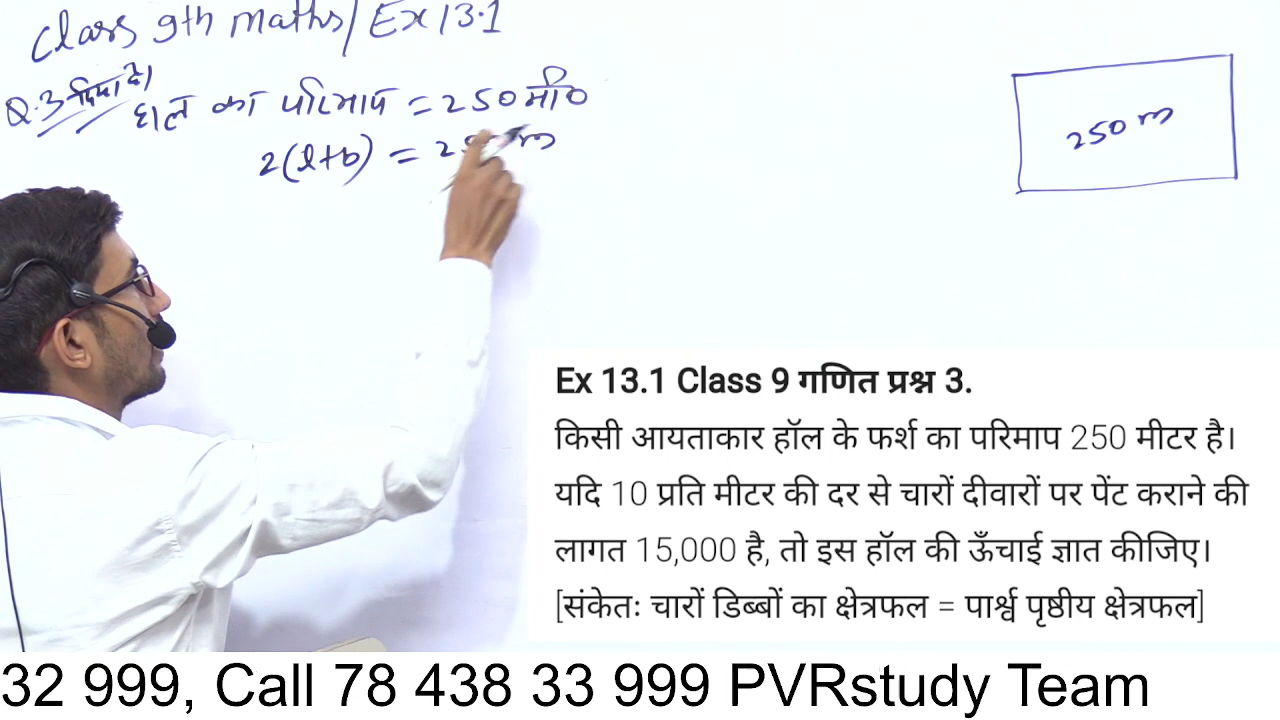 Class 9th maths/Ex 13.1
Q.3 दिया है।
हाल का परिमाप = 250 मी०
2(l+b) = 250 m
250 m
Ex 13.1 Class 9 गणित प्रश्न 3.
किसी आयताकार हॉल के फर्श का परिमाप 250 मीटर है।
यदि 10 प्रति मीटर की दर से चारों दीवारों पर पेंट कराने की
लागत 15,000 है, तो इस हॉल की ऊँचाई ज्ञात कीजिए।
[संकेतः चारों डिब्बों का क्षेत्रफल = पार्श्व पृष्ठीय क्षेत्रफल]
32 999, Call 78 438 33 999 PVRstudy Team